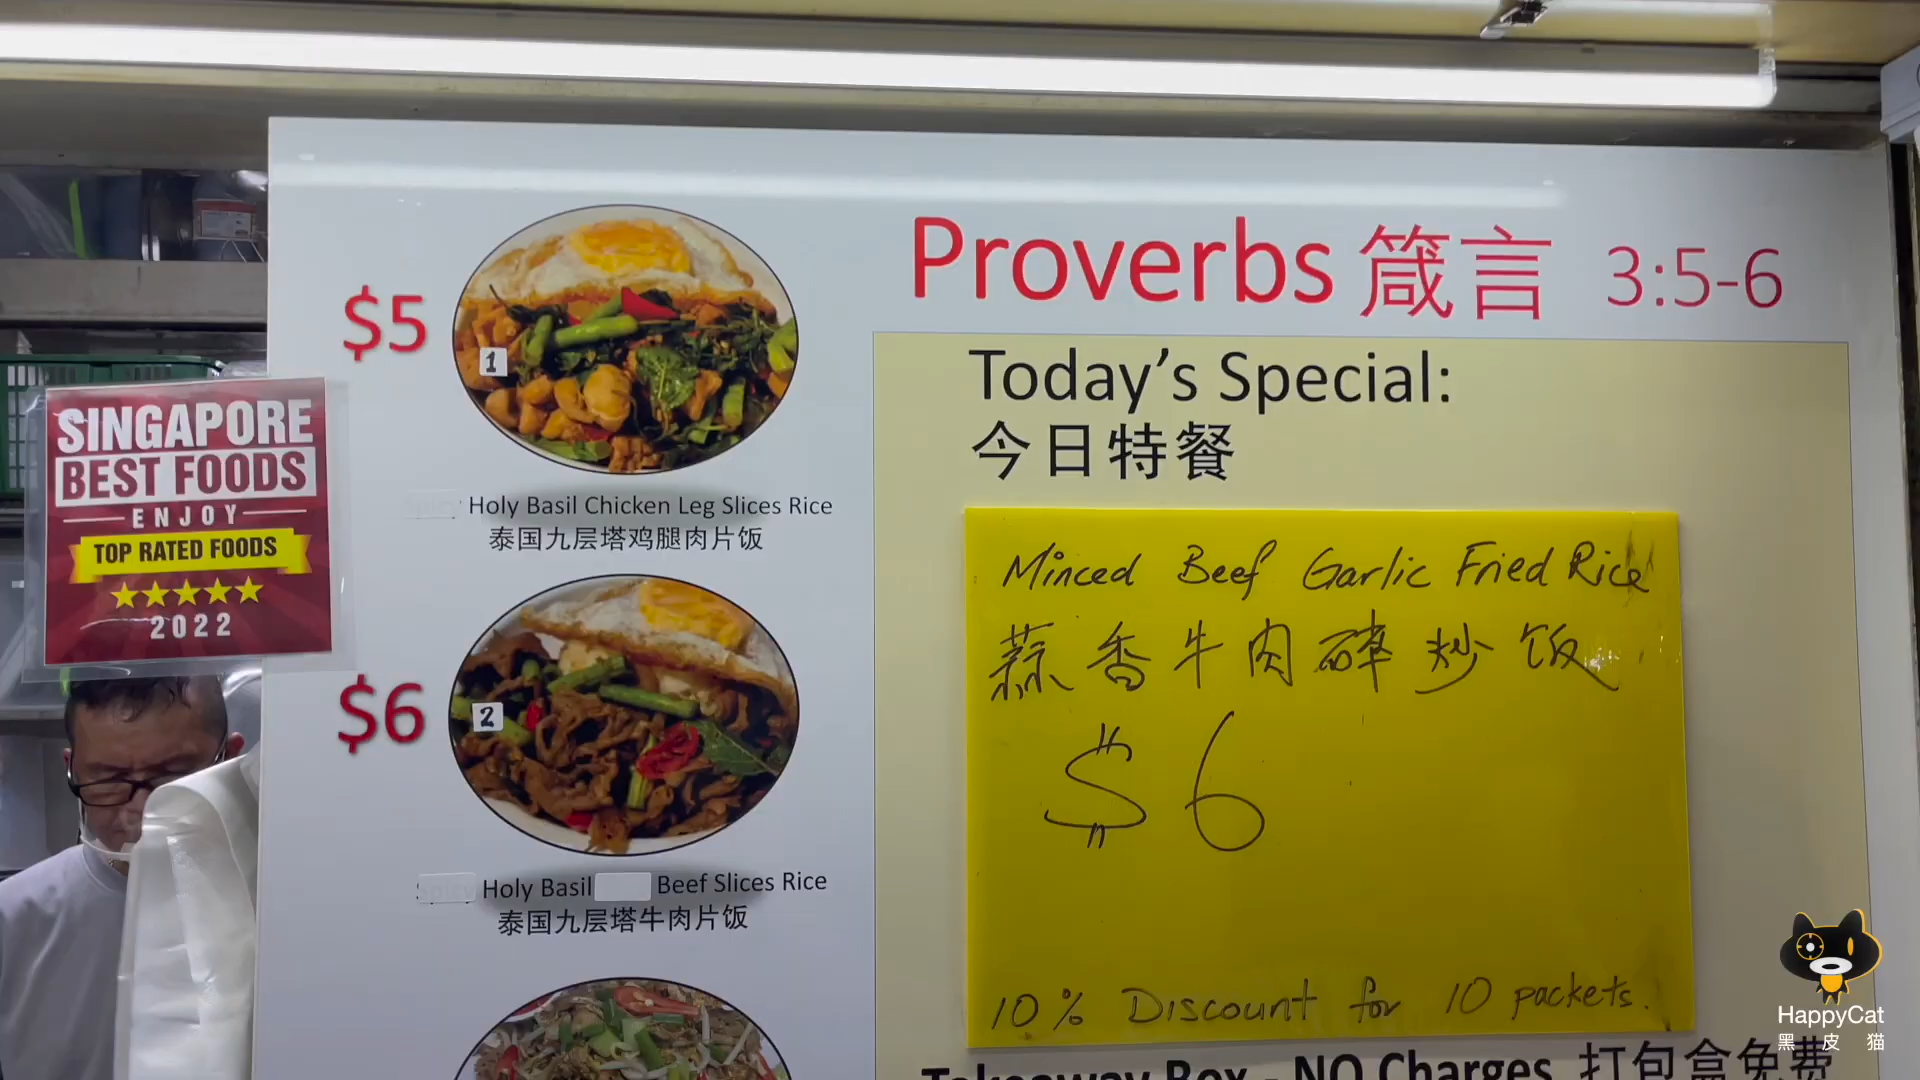 $5
1
Holy Basil Chicken Leg Slices Rice
泰国九层塔鸡腿肉片饭
$6
2
Holy Basil Beef Slices Rice
泰国九层塔牛肉片饭
SINGAPORE
BEST FOODS
ENJOY
TOP RATED FOODS
2022
Proverbs 箴言 3:5-6
Today's Special:
今日特餐
Minced Beef Garlic Fried Rice
蒜香牛肉碎炒饭
$6
10% Discount for 10 packets.
Takeaway Box - NO Charges 打包盒免费
HappyCat
黑皮猫